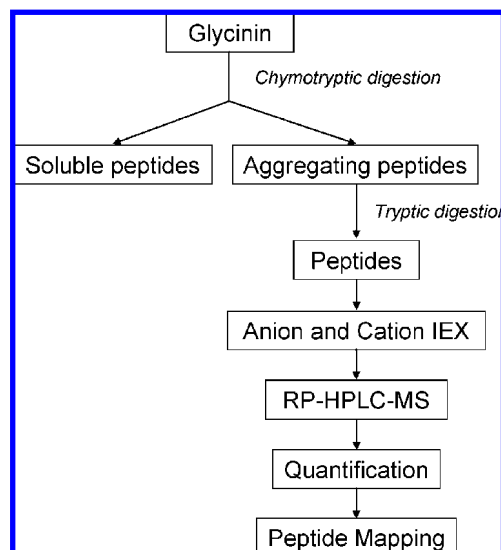 Glycinin
Chymotryptic digestion
Soluble peptides
Aggregating peptides
Tryptic digestion
Peptides
Anion and Cation IEX
RP-HPLC-MS
Quantification
Peptide Mapping